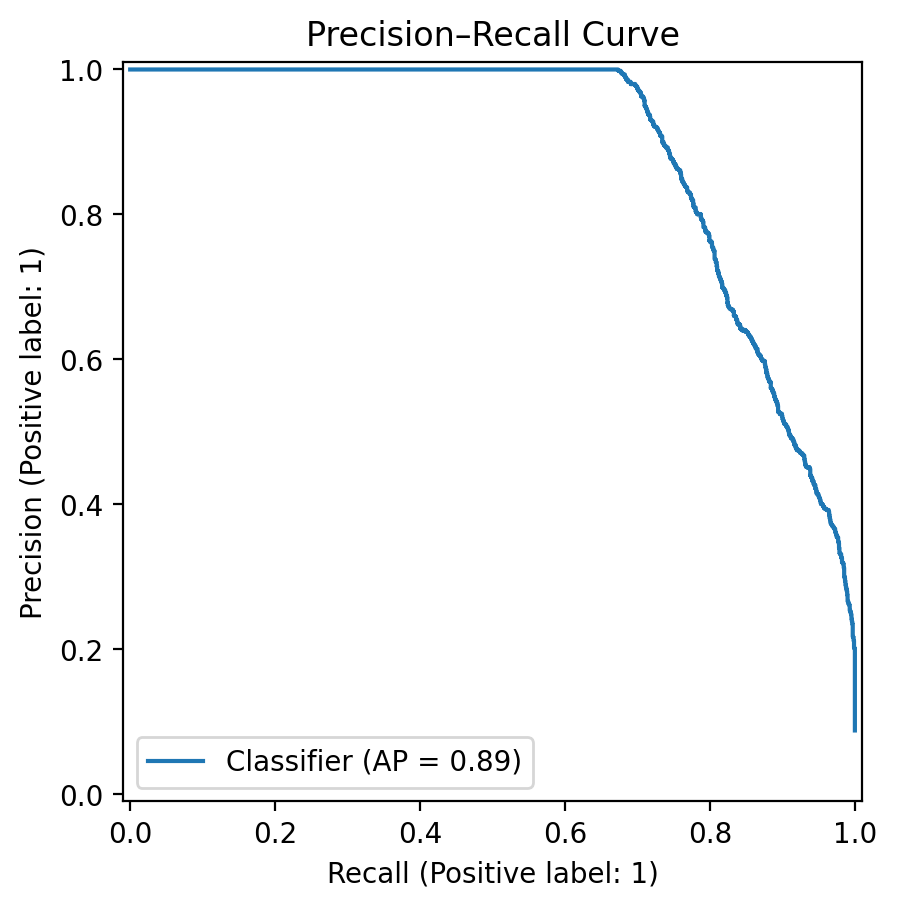 Precision–Recall Curve
1.0
0.8
0.6
0.4
0.2
0.0
Precision (Positive label: 1)
Classifier (AP = 0.89)
0.0 0.2 0.4 0.6 0.8 1.0
Recall (Positive label: 1)